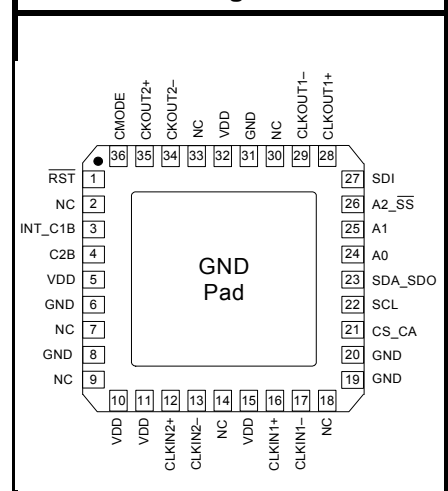 CMODE
CKOUT2+
CKOUT2–
NC
VDD
GND
NC
CLKOUT1–
CLKOUT1+
36 35 34 33 32 31 30 29 28
RST 1
NC 2
INT_C1B 3
C2B 4
VDD 5
GND 6
NC 7
GND 8
NC 9
GND
Pad
27 SDI
26 A2_SS
25 A1
24 A0
23 SDA_SDO
22 SCL
21 CS_CA
20 GND
19 GND
10 11 12 13 14 15 16 17 18
VDD
VDD
CLKIN2+
CLKIN2–
NC
VDD
CLKIN1+
CLKIN1–
NC